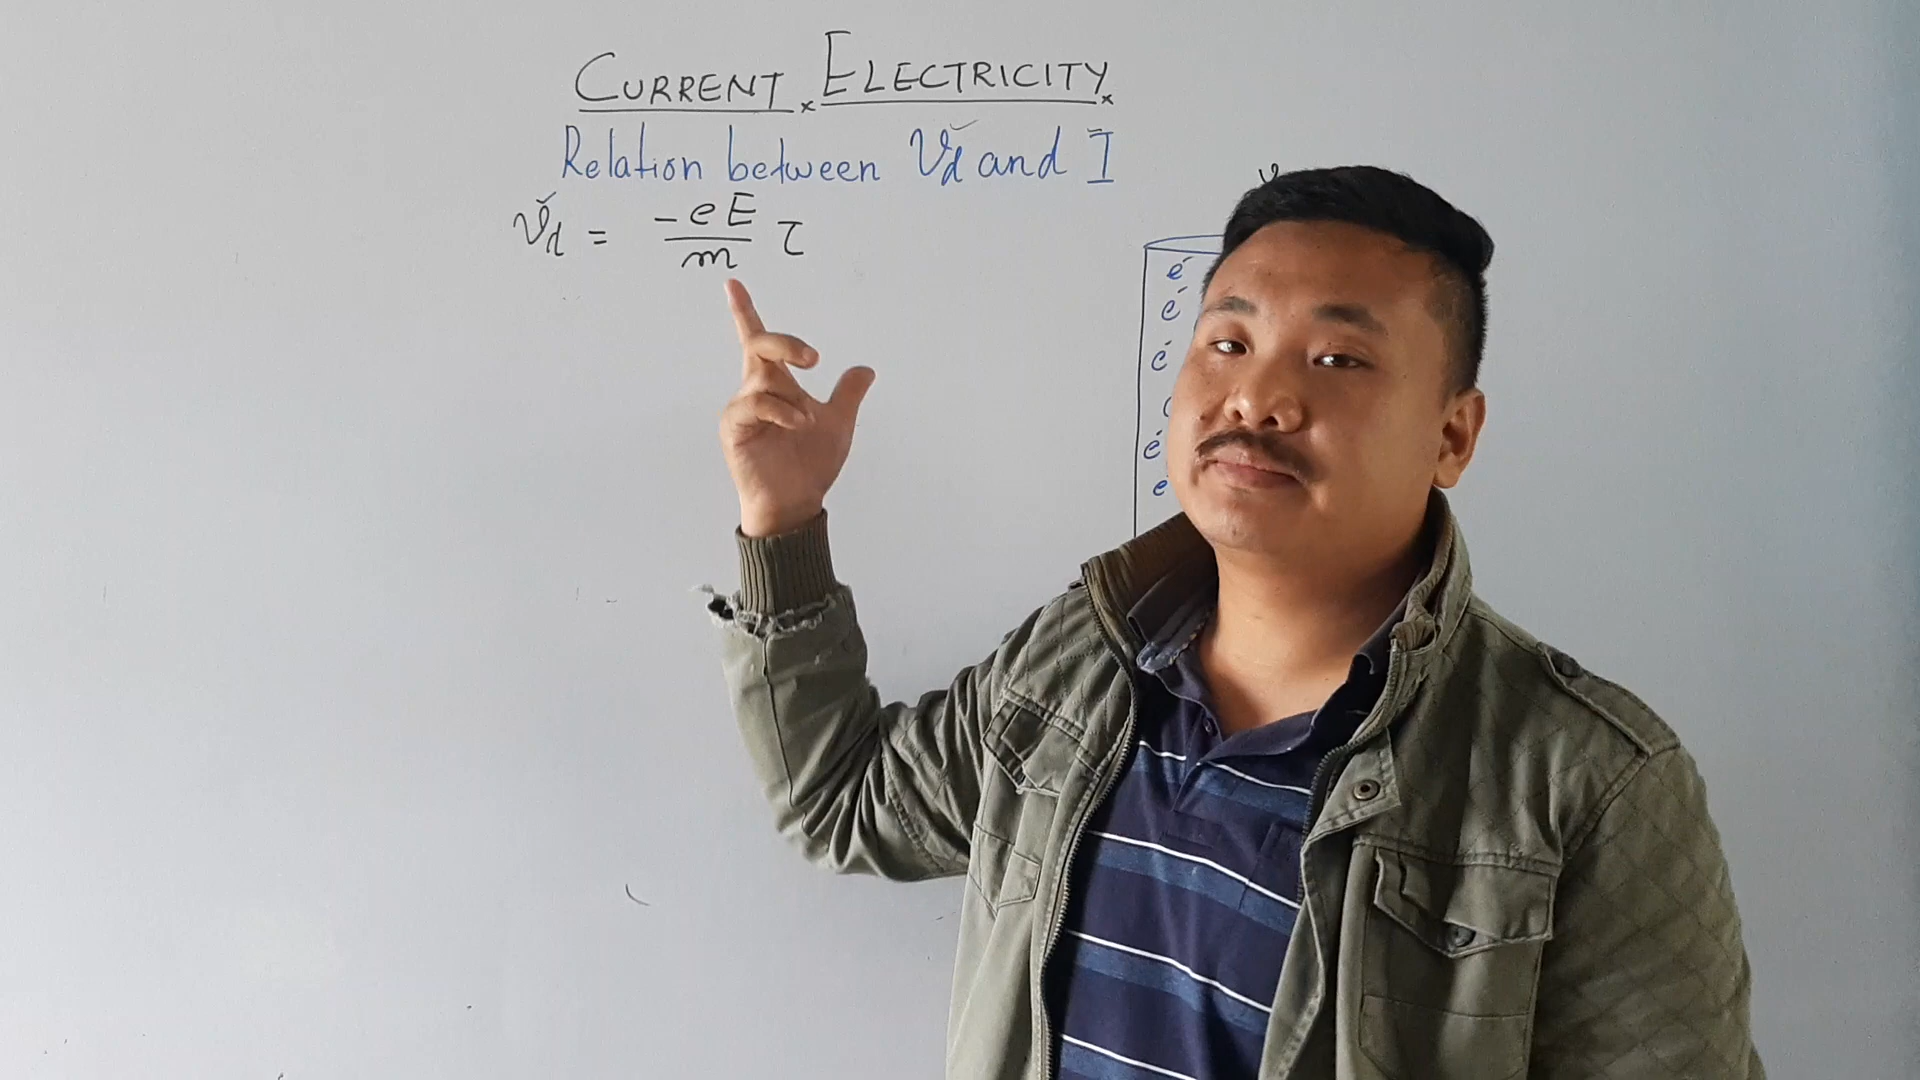 CURRENT ELECTRICITY
Relation between Vd and I
Vd = -eE/m τ
e⁻
e⁻
e⁻
e⁻
e⁻